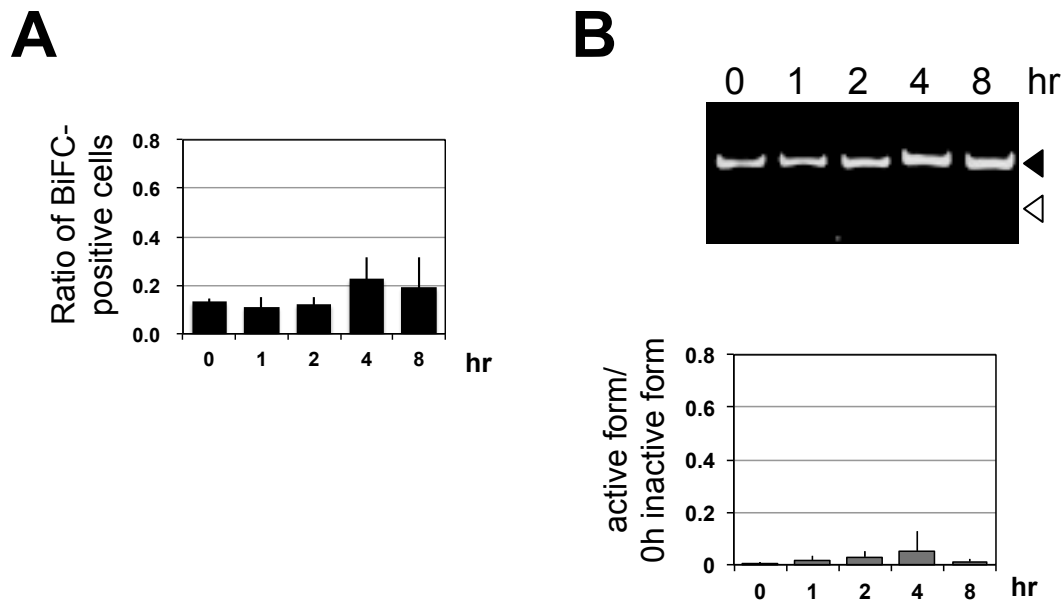 A
Ratio of BiFC-
positive cells
0.8
0.6
0.4
0.2
0.0
0 1 2 4 8 hr
B
0 1 2 4 8 hr
active form/
0h inactive form
0.8
0.6
0.4
0.2
0
0 1 2 4 8 hr